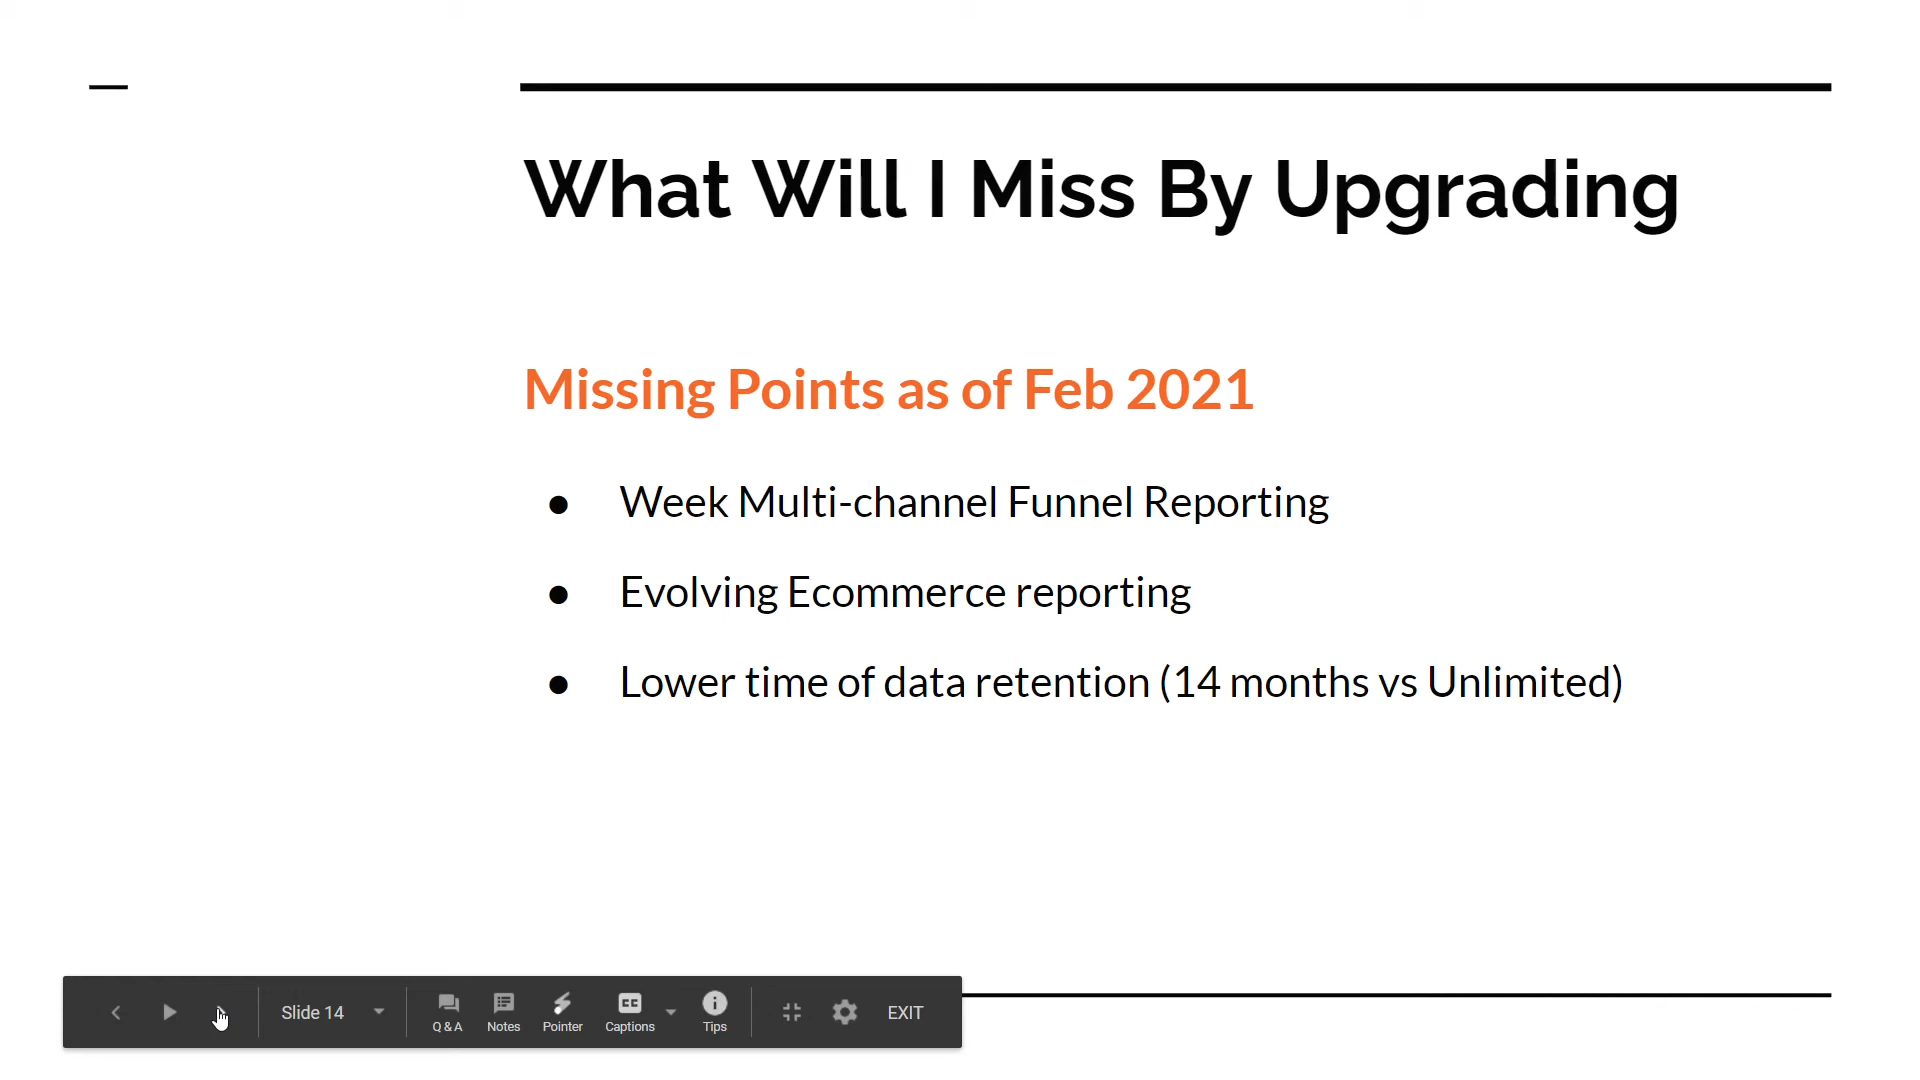 What Will I Miss By Upgrading
Missing Points as of Feb 2021
● Week Multi-channel Funnel Reporting
● Evolving Ecommerce reporting
● Lower time of data retention (14 months vs Unlimited)
Slide 14
Q & A
Notes
Pointer
Captions
Tips
EXIT